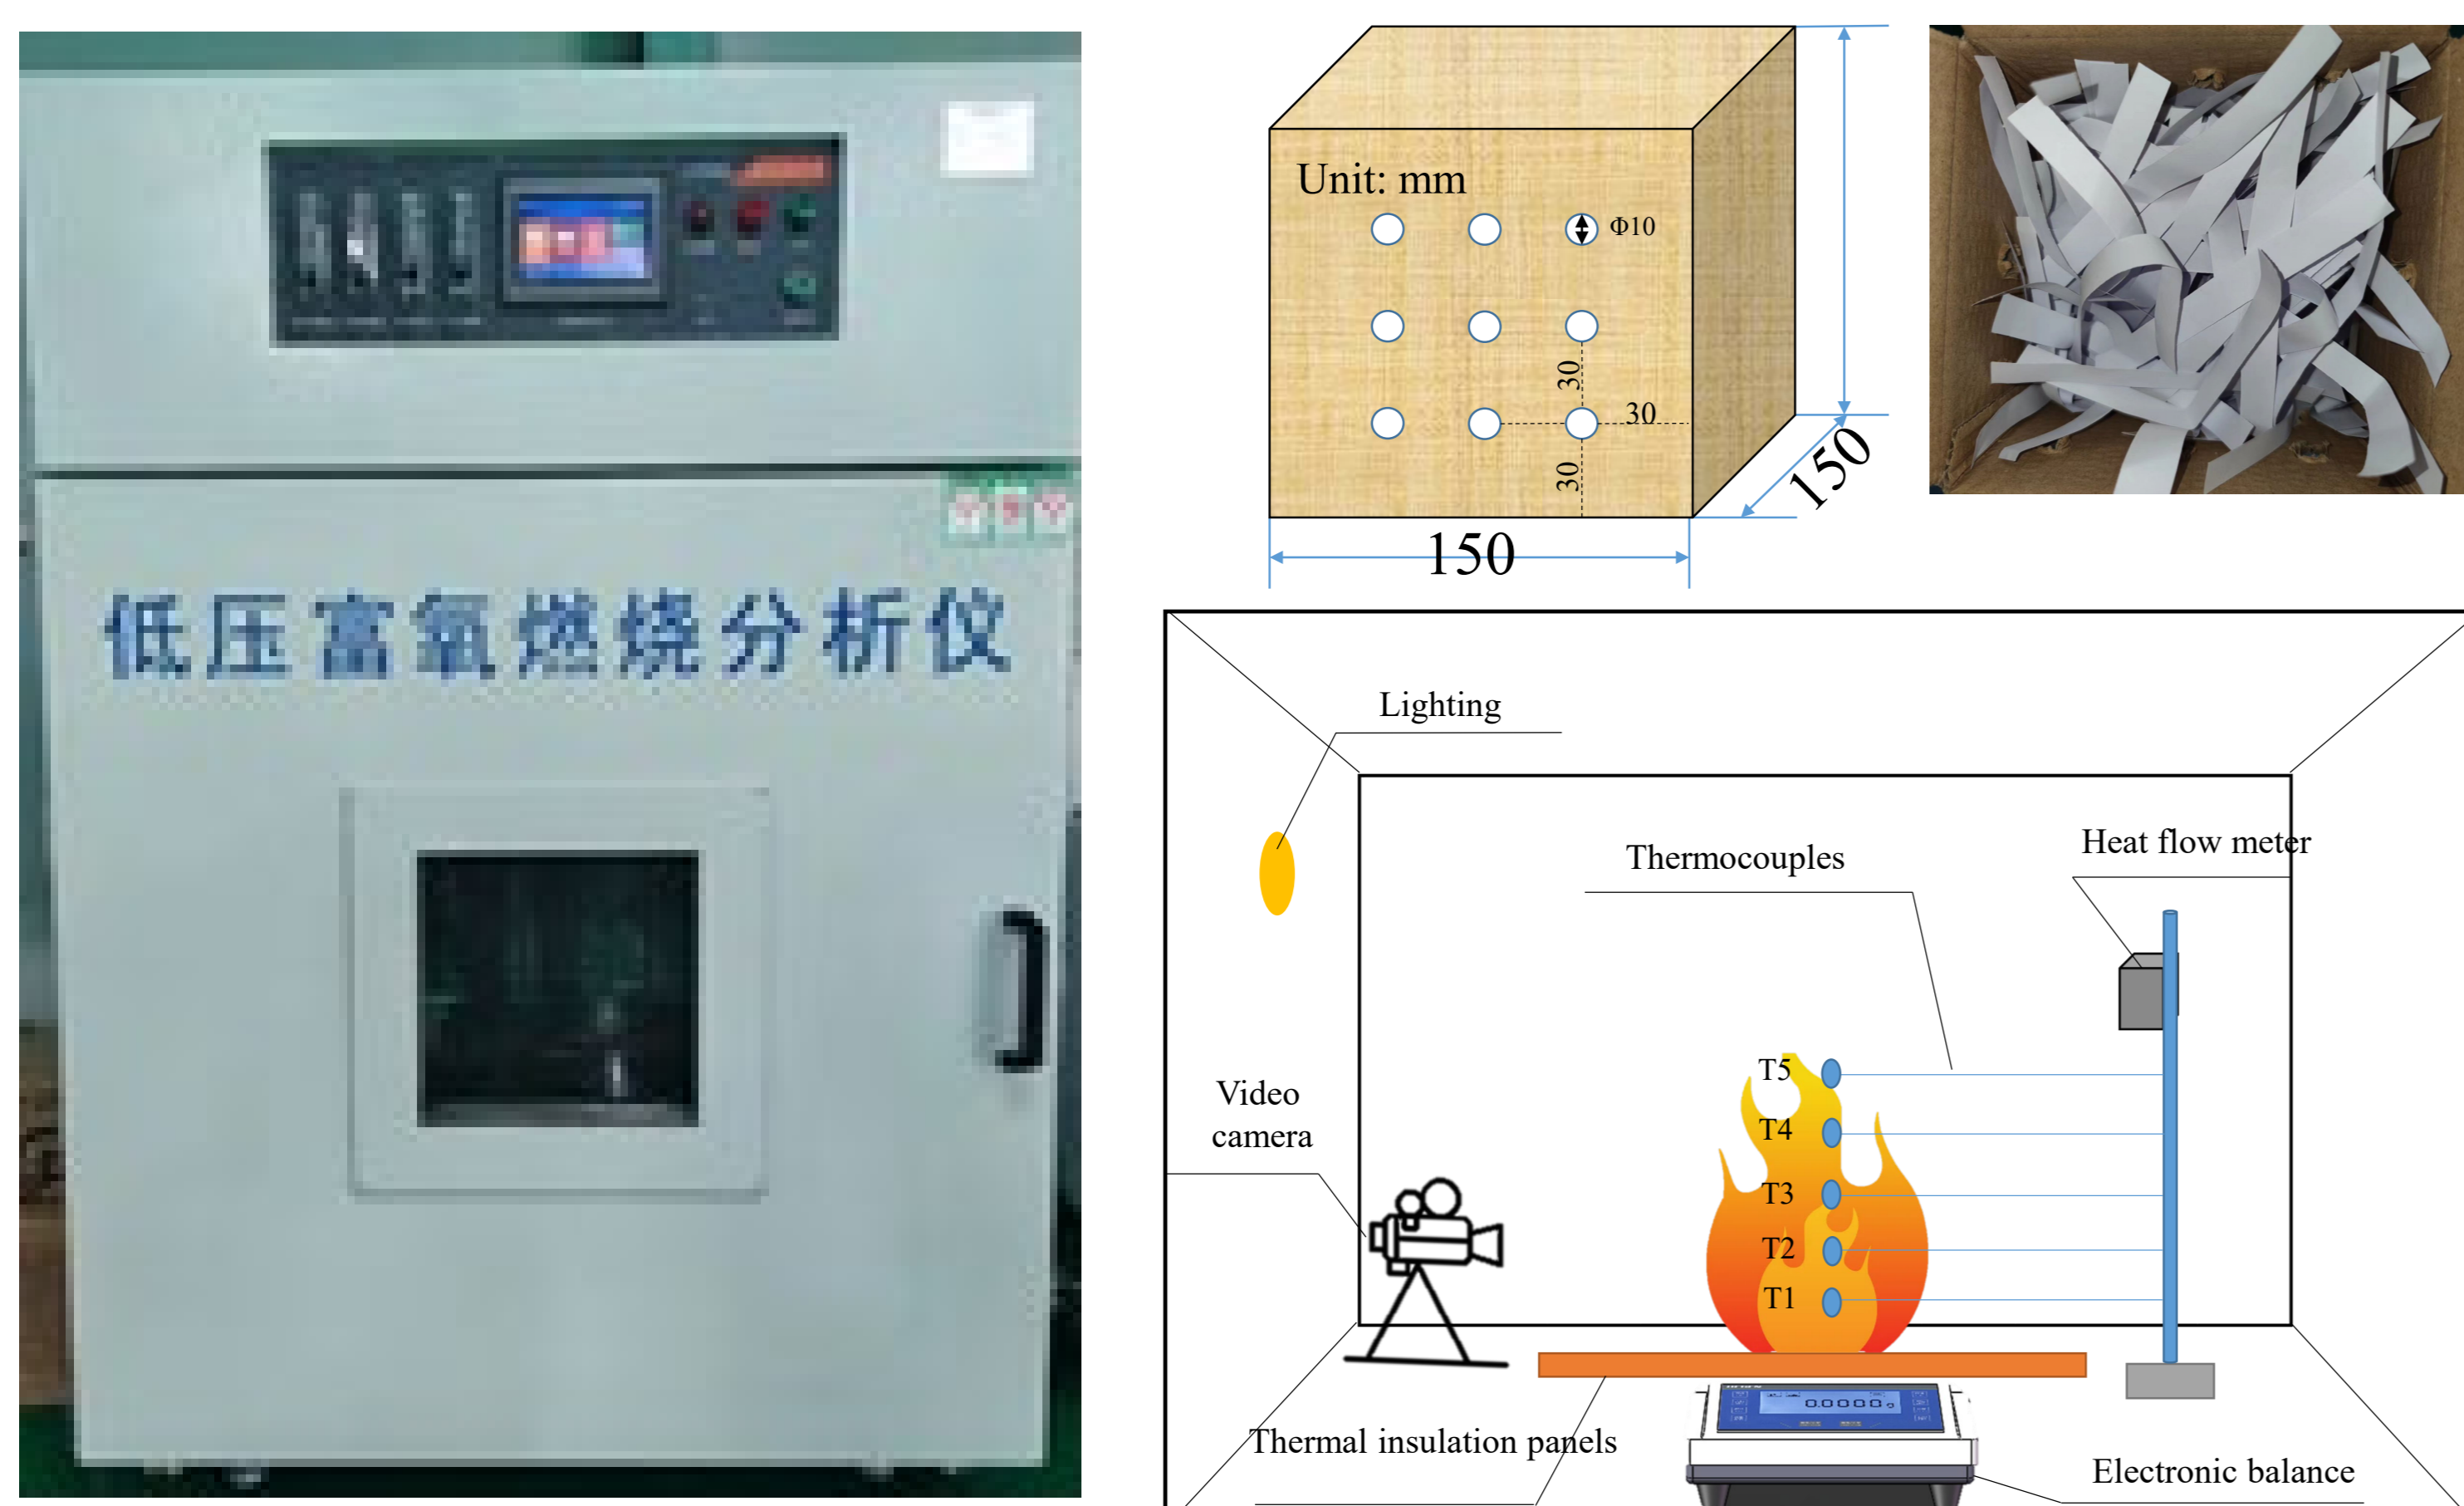 低压富氧燃烧分析仪
Unit: mm
Φ10
30
30
30
150
150
Lighting
Thermocouples
Heat flow meter
Video
camera
T5
T4
T3
T2
T1
0.0000g
Thermal insulation panels
Electronic balance